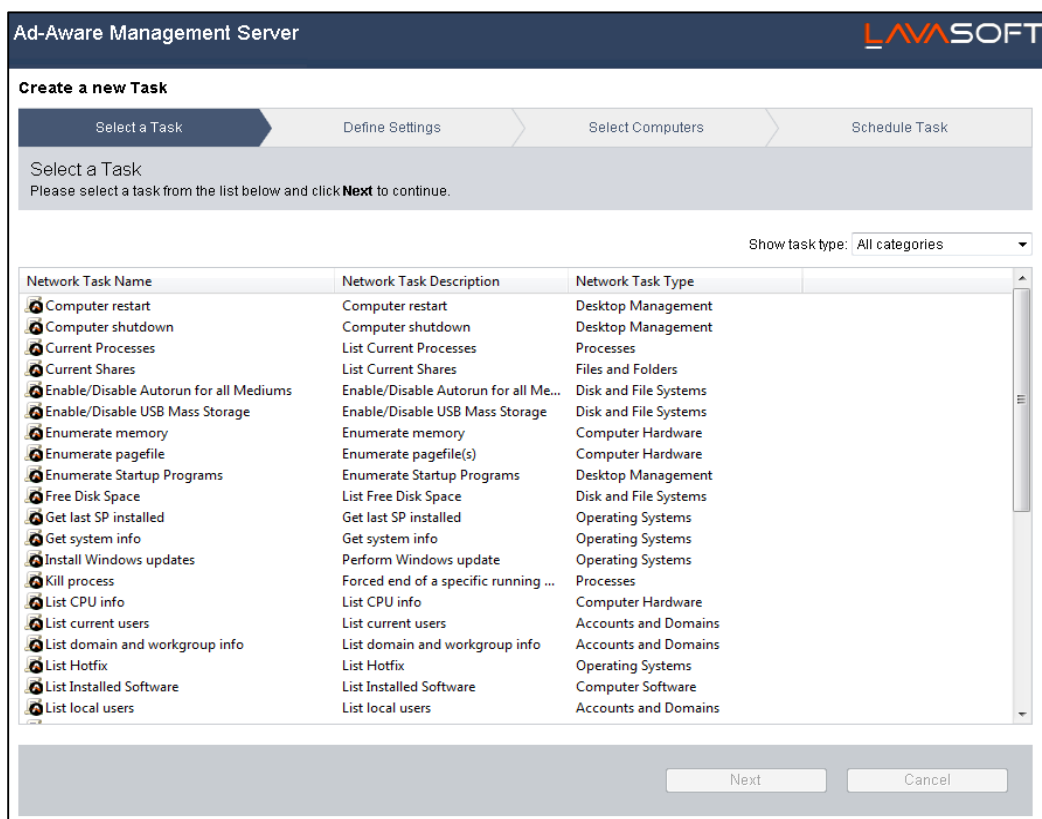 Ad-Aware Management Server LAVASOFT
Create a new Task
Select a Task Define Settings Select Computers Schedule Task
Select a Task
Please select a task from the list below and click Next to continue.
Show task type: All categories
Network Task Name Network Task Description Network Task Type
Computer restart Computer restart Desktop Management
Computer shutdown Computer shutdown Desktop Management
Current Processes List Current Processes Processes
Current Shares List Current Shares Files and Folders
Enable/Disable Autorun for all Mediums Enable/Disable Autorun for all Me... Disk and File Systems
Enable/Disable USB Mass Storage Enable/Disable USB Mass Storage Disk and File Systems
Enumerate memory Enumerate memory Computer Hardware
Enumerate pagefile Enumerate pagefile(s) Computer Hardware
Enumerate Startup Programs Enumerate Startup Programs Desktop Management
Free Disk Space List Free Disk Space Disk and File Systems
Get last SP installed Get last SP installed Operating Systems
Get system info Get system info Operating Systems
Install Windows updates Perform Windows update Operating Systems
Kill process Forced end of a specific running ... Processes
List CPU info List CPU info Computer Hardware
List current users List current users Accounts and Domains
List domain and workgroup info List domain and workgroup info Accounts and Domains
List Hotfix List Hotfix Operating Systems
List Installed Software List Installed Software Computer Software
List local users List local users Accounts and Domains
Next Cancel